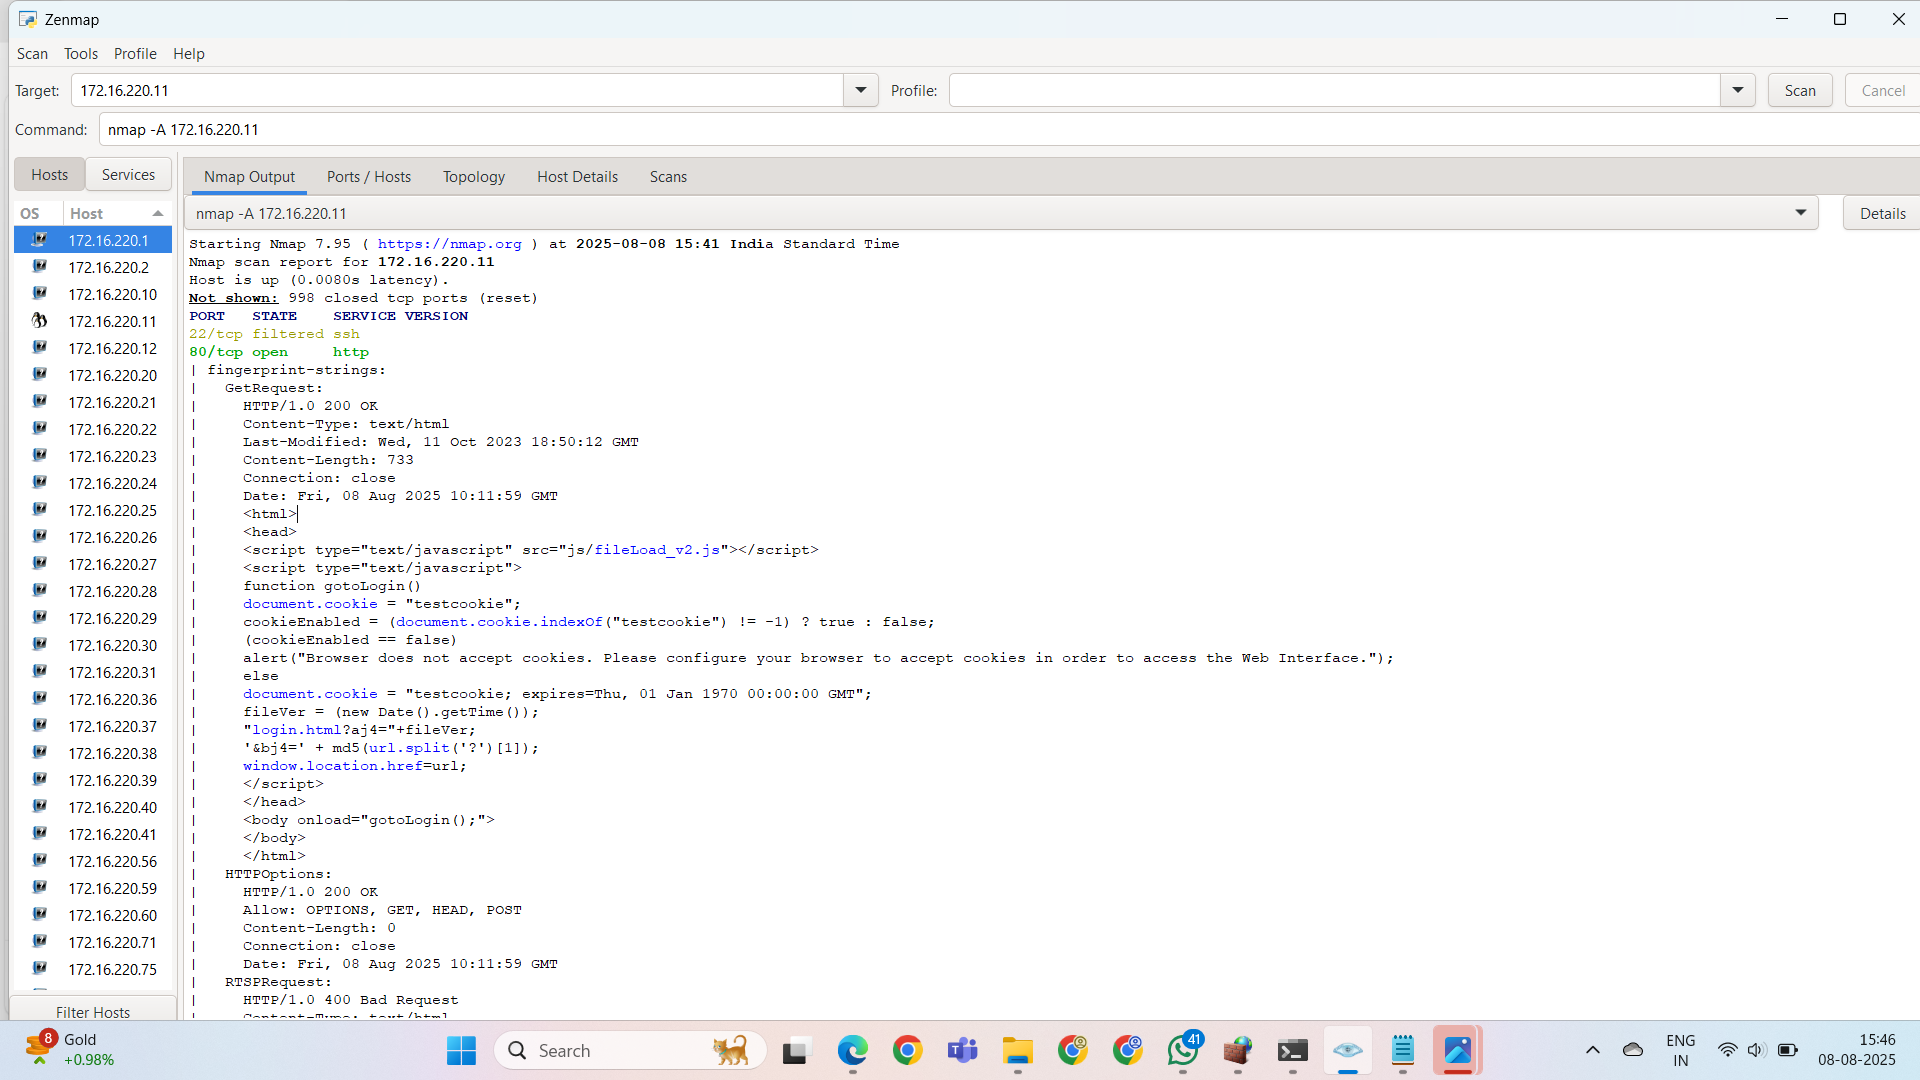 Zenmap
Scan Tools Profile Help
Target: 172.16.220.11 Profile: Scan Cancel
Command: nmap -A 172.16.220.11
Hosts Services
Nmap Output Ports / Hosts Topology Host Details Scans
OS Host
nmap -A 172.16.220.11 Details
172.16.220.1
172.16.220.2
172.16.220.10
172.16.220.11
172.16.220.12
172.16.220.20
172.16.220.21
172.16.220.22
172.16.220.23
172.16.220.24
172.16.220.25
172.16.220.26
172.16.220.27
172.16.220.28
172.16.220.29
172.16.220.30
172.16.220.31
172.16.220.36
172.16.220.37
172.16.220.38
172.16.220.39
172.16.220.40
172.16.220.41
172.16.220.56
172.16.220.59
172.16.220.60
172.16.220.71
172.16.220.75
Filter Hosts
Starting Nmap 7.95 ( https://nmap.org ) at 2025-08-08 15:41 India Standard Time
Nmap scan report for 172.16.220.11
Host is up (0.0080s latency).
Not shown: 998 closed tcp ports (reset)
PORT   STATE    SERVICE VERSION
22/tcp filtered ssh
80/tcp open     http
| fingerprint-strings:
|   GetRequest:
|     HTTP/1.0 200 OK
|     Content-Type: text/html
|     Last-Modified: Wed, 11 Oct 2023 18:50:12 GMT
|     Content-Length: 733
|     Connection: close
|     Date: Fri, 08 Aug 2025 10:11:59 GMT
|     <html>
|     <head>
|     <script type="text/javascript" src="js/fileLoad_v2.js"></script>
|     <script type="text/javascript">
|     function gotoLogin()
|     document.cookie = "testcookie";
|     cookieEnabled = (document.cookie.indexOf("testcookie") != -1) ? true : false;
|     (cookieEnabled == false)
|     alert("Browser does not accept cookies. Please configure your browser to accept cookies in order to access the Web Interface.");
|     else
|     document.cookie = "testcookie; expires=Thu, 01 Jan 1970 00:00:00 GMT";
|     fileVer = (new Date().getTime());
|     "login.html?aj4="+fileVer;
|     '&bj4=' + md5(url.split('?')[1]);
|     window.location.href=url;
|     </script>
|     </head>
|     <body onload="gotoLogin();">
|     </body>
|     </html>
|   HTTPOptions:
|     HTTP/1.0 200 OK
|     Allow: OPTIONS, GET, HEAD, POST
|     Content-Length: 0
|     Connection: close
|     Date: Fri, 08 Aug 2025 10:11:59 GMT
|   RTSPRequest:
|     HTTP/1.0 400 Bad Request
|     Content-Type: text/html
8
Gold
+0.98%
Search
41
ENG
IN
15:46
08-08-2025